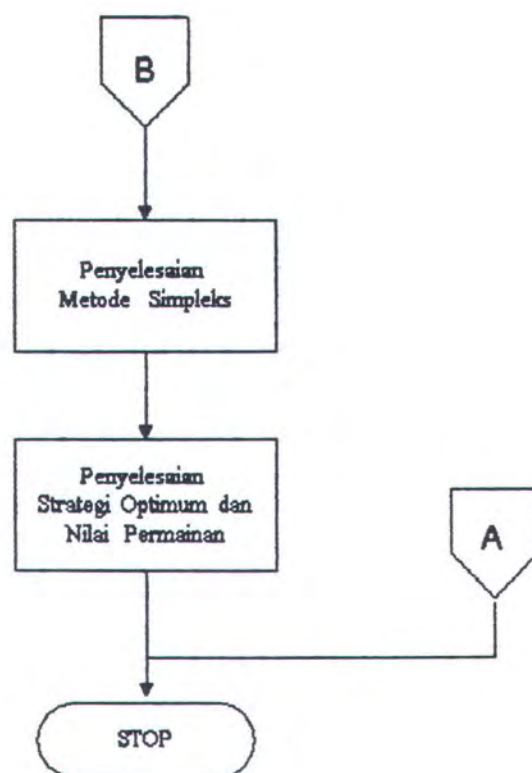 B
Penyelesaian
Metode Simpleks
Penyelesaian
Strategi Optimum dan
Nilai Permainan
A
STOP